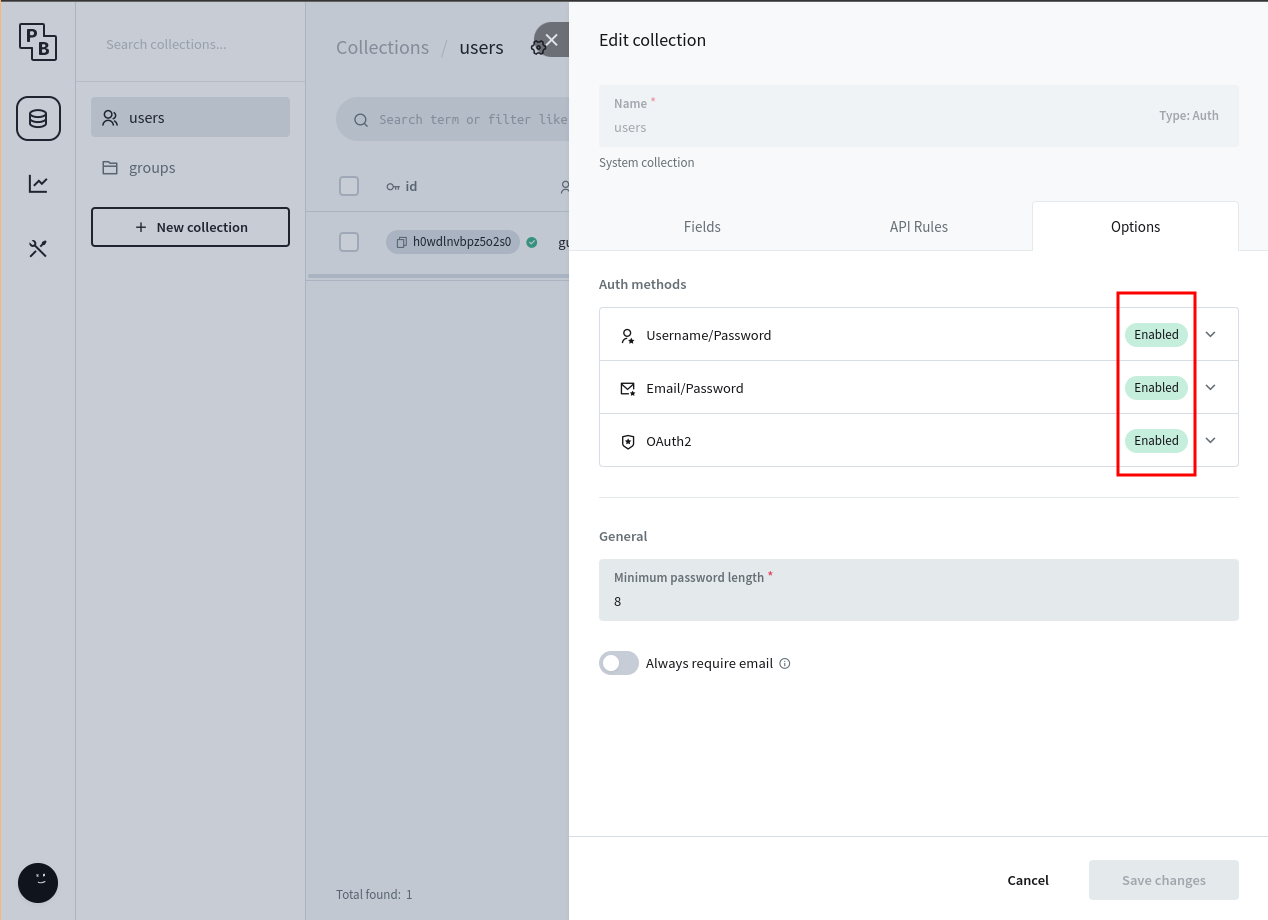 P
B
Search collections...
users
groups
+ New collection
Collections / users
Search term or filter like
id
h0wdlnvbpz5o2s0
gu
Total found: 1
Edit collection
Name *
users
Type: Auth
System collection
Fields
API Rules
Options
Auth methods
Username/Password
Enabled
Email/Password
Enabled
OAuth2
Enabled
General
Minimum password length *
8
Always require email
Cancel
Save changes